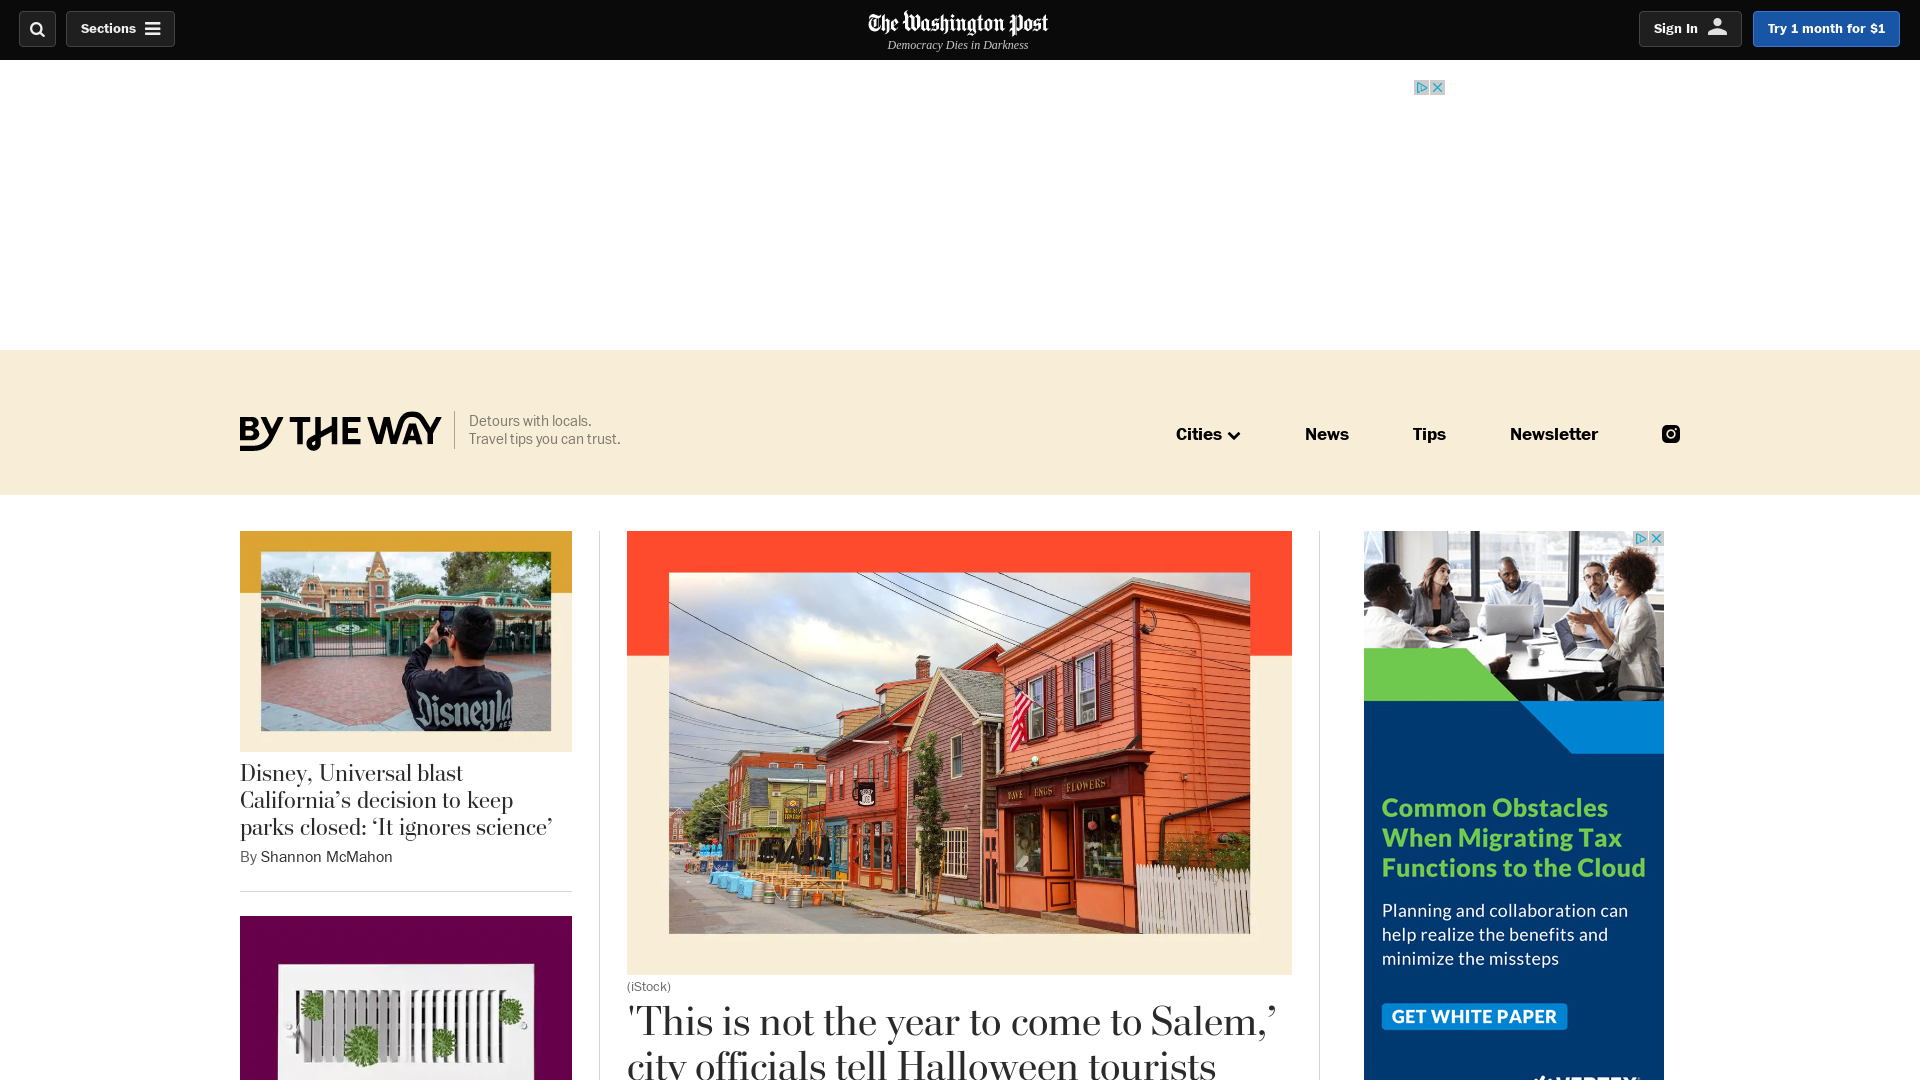 Sections
The Washington Post
Democracy Dies in Darkness
Sign In
Try 1 month for $1
BY THE WAY
Detours with locals.
Travel tips you can trust.
Cities
News
Tips
Newsletter
Disney, Universal blast
California’s decision to keep
parks closed: ‘It ignores science’
By Shannon McMahon
(iStock)
'This is not the year to come to Salem,’
city officials tell Halloween tourists
Common Obstacles
When Migrating Tax
Functions to the Cloud
Planning and collaboration can
help realize the benefits and
minimize the missteps
GET WHITE PAPER
VERTEX